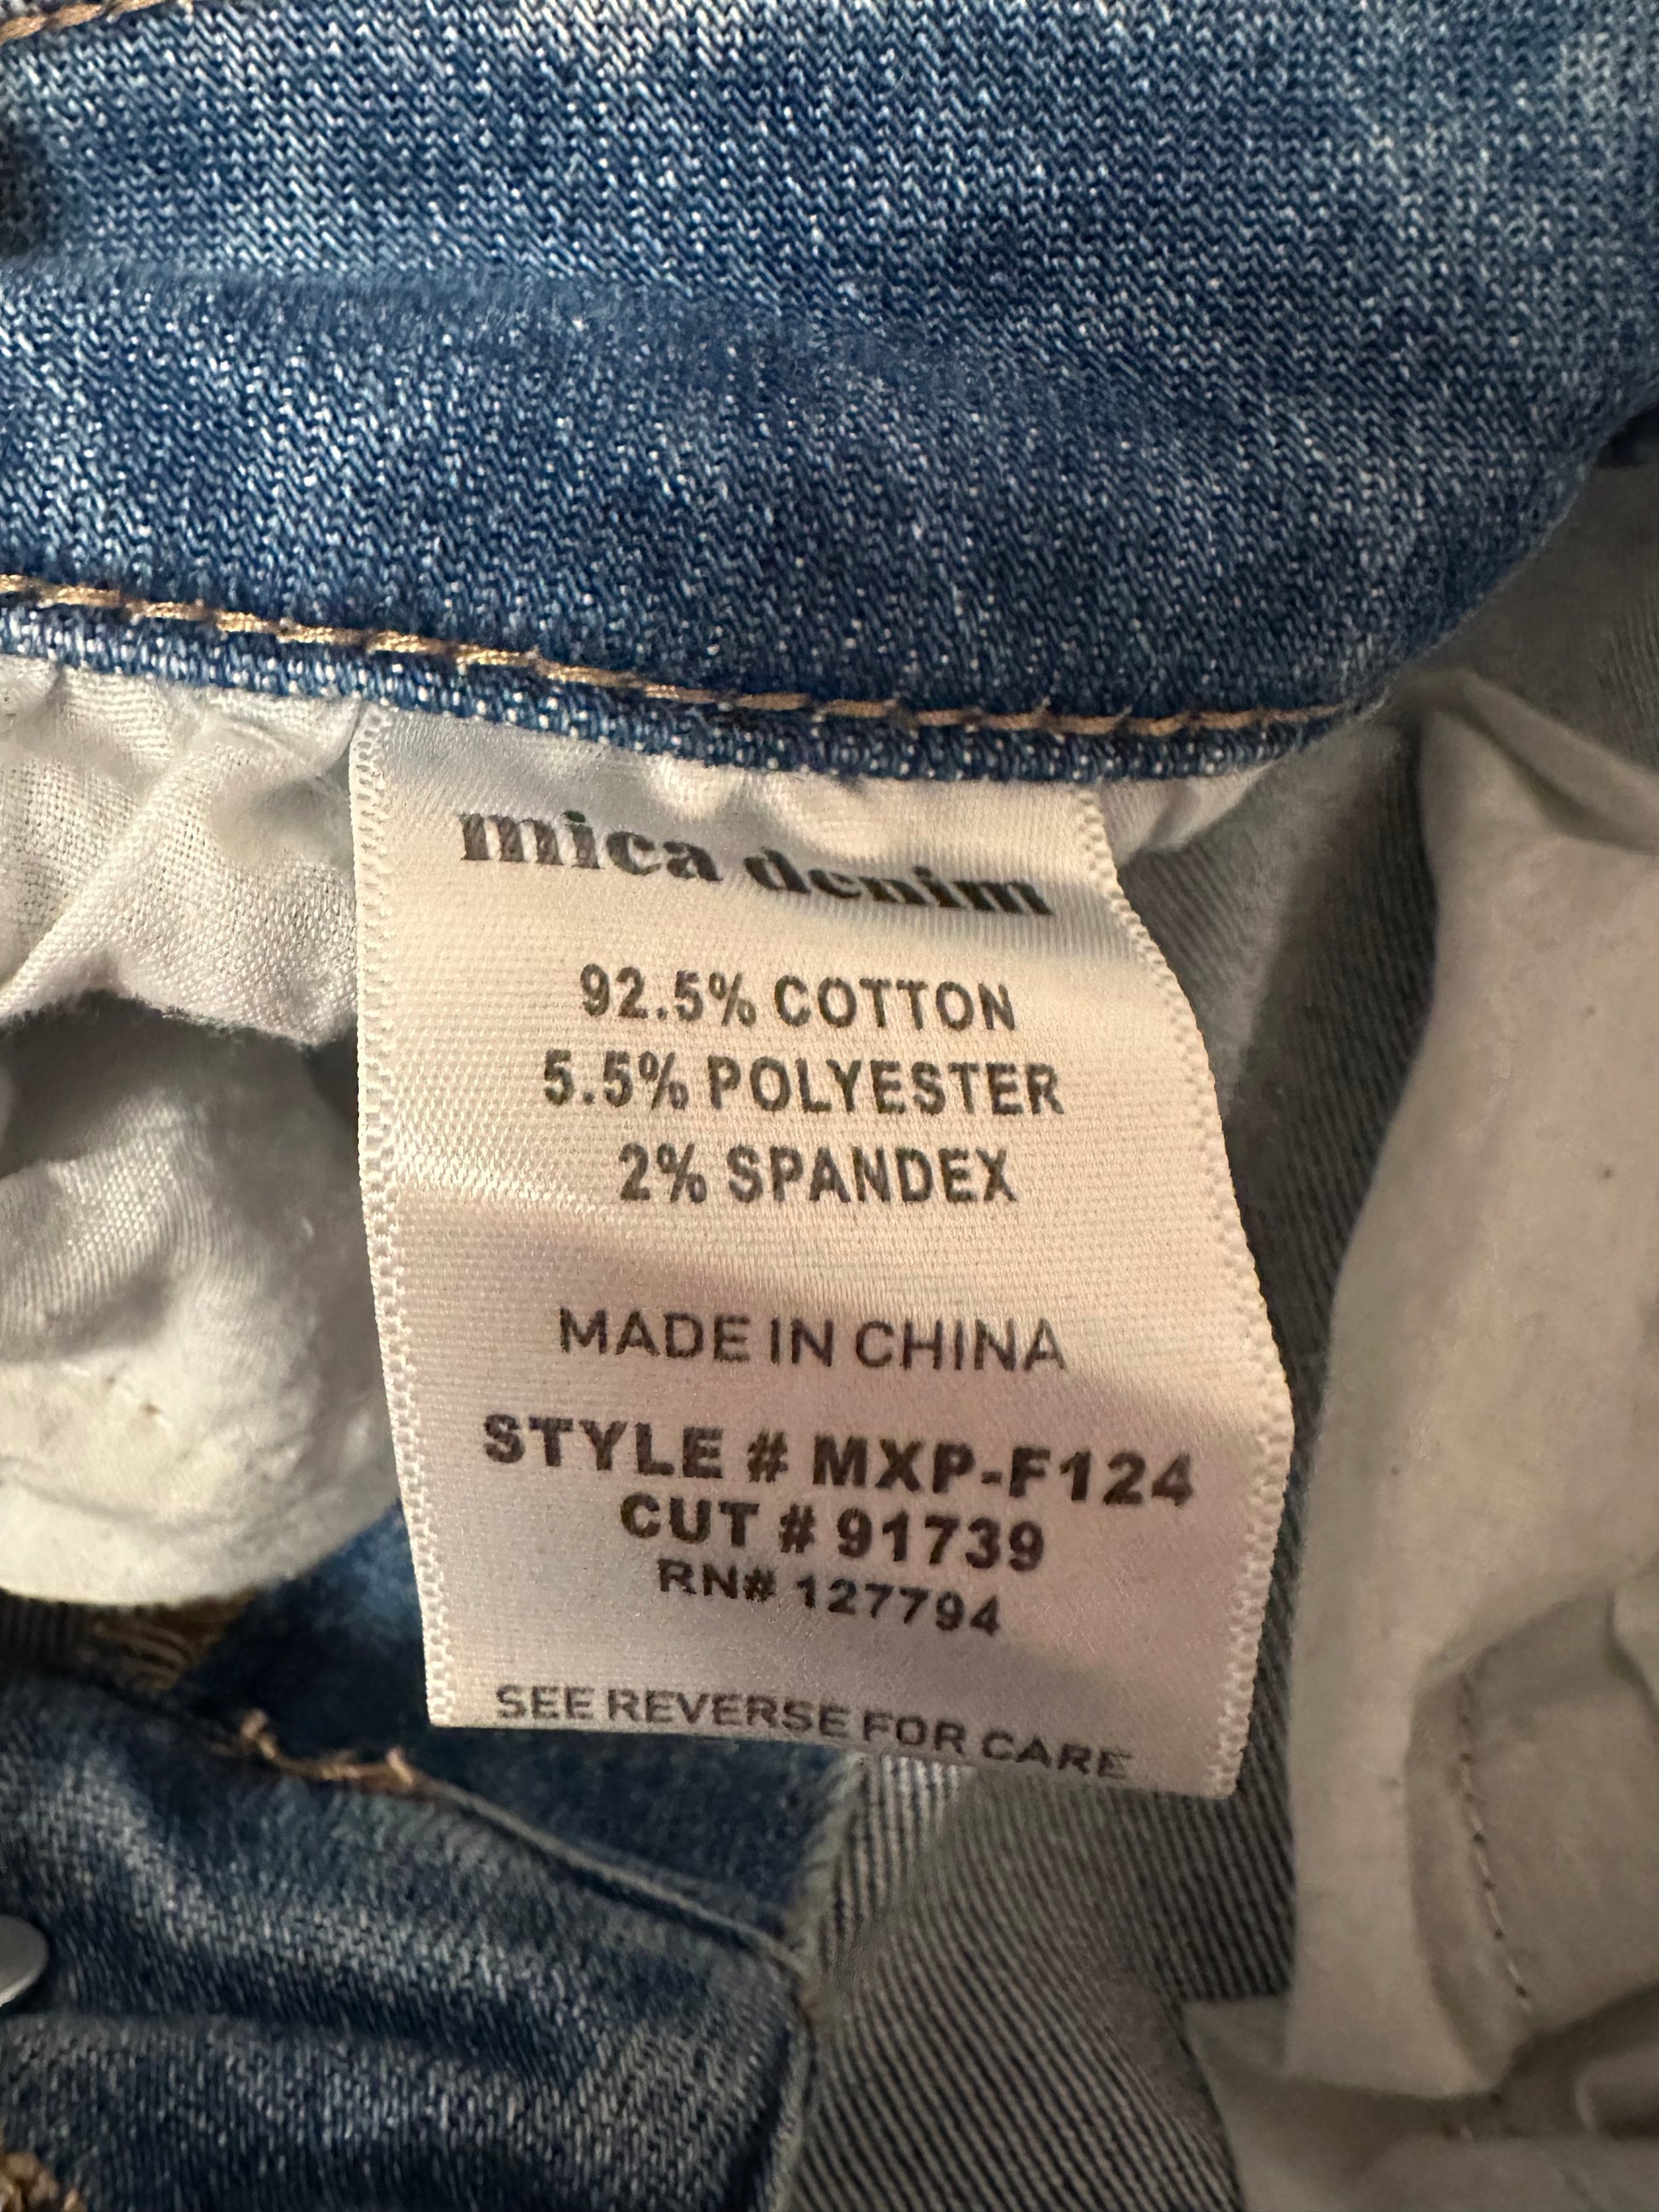 mica denim
92.5% COTTON
5.5% POLYESTER
2% SPANDEX
MADE IN CHINA
STYLE # MXP-F124
CUT # 91739
RN# 127794
SEE REVERSE FOR CARE